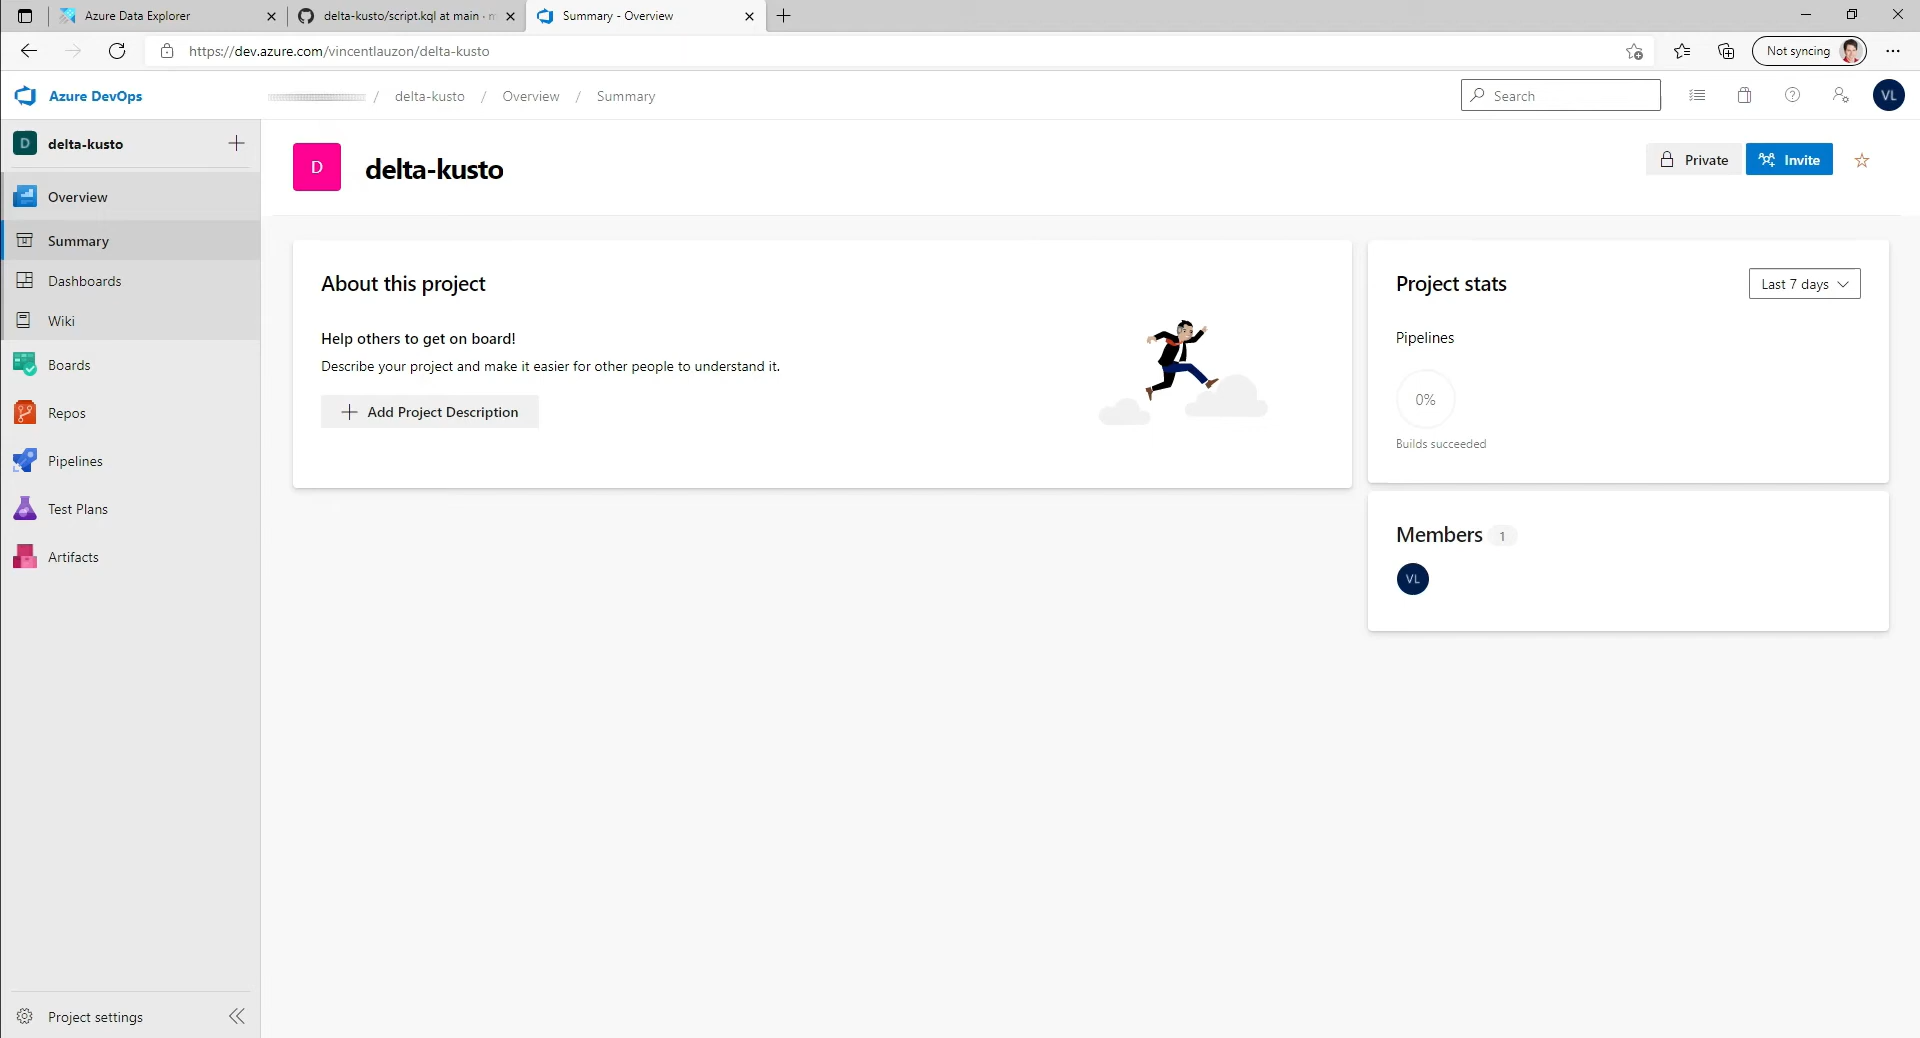 Azure Data Explorer
delta-kusto/script.kql at main · m
Summary - Overview
https://dev.azure.com/vincentlauzon/delta-kusto
Not syncing
Azure DevOps
/ delta-kusto / Overview / Summary
Search
VL
D delta-kusto
Overview
Summary
Dashboards
Wiki
Boards
Repos
Pipelines
Test Plans
Artifacts
Project settings
D delta-kusto
Private
Invite
About this project
Help others to get on board!
Describe your project and make it easier for other people to understand it.
Add Project Description
Project stats
Last 7 days
Pipelines
0%
Builds succeeded
Members 1
VL